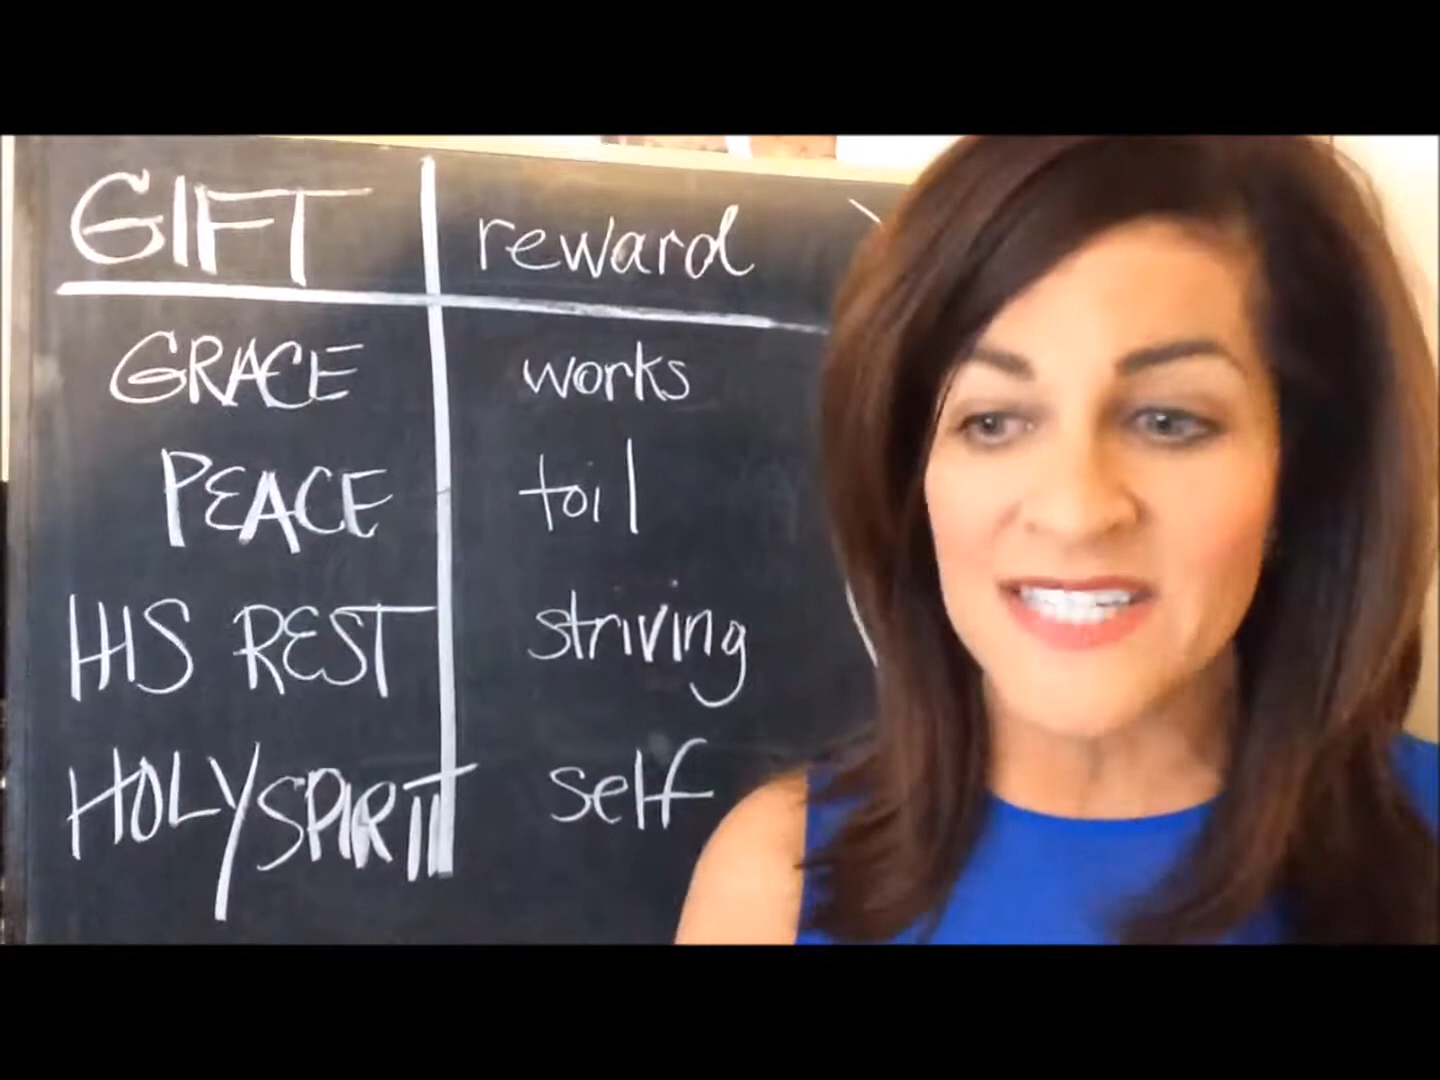 GIFT reward
GRACE works
PEACE toil
HIS REST striving
HOLY SPIRIT self